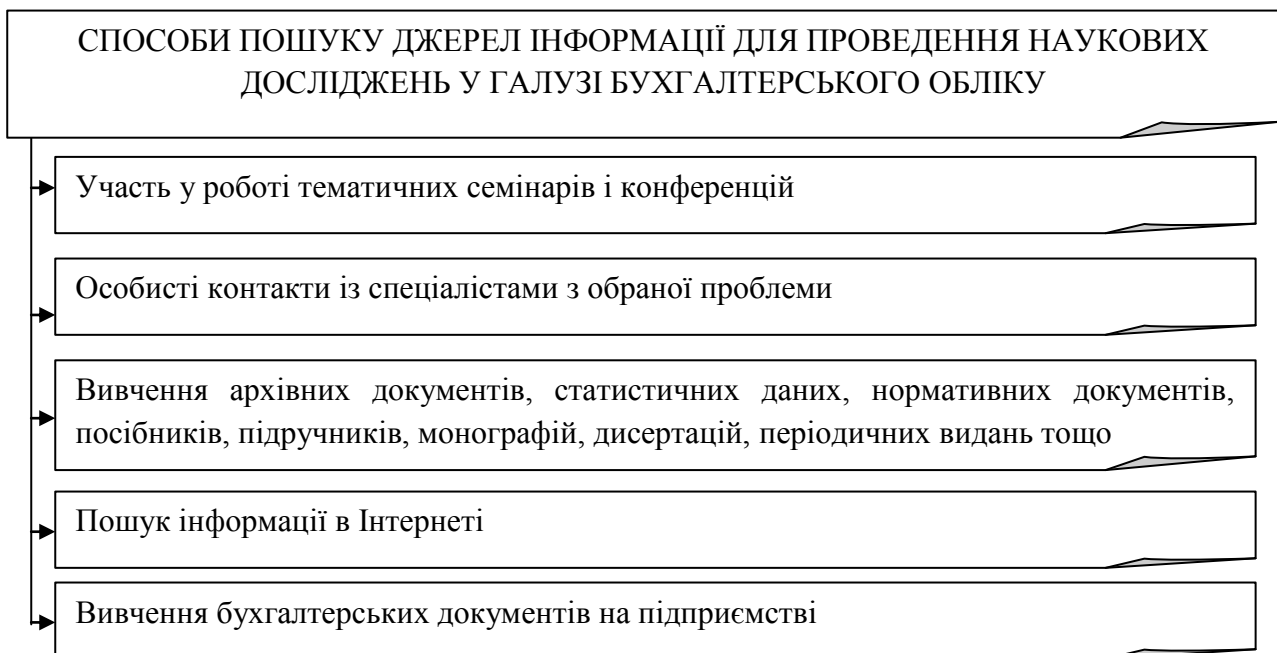 СПОСОБИ ПОШУКУ ДЖЕРЕЛ ІНФОРМАЦІЇ ДЛЯ ПРОВЕДЕННЯ НАУКОВИХ
ДОСЛІДЖЕНЬ У ГАЛУЗІ БУХГАЛТЕРСЬКОГО ОБЛІКУ
Участь у роботі тематичних семінарів і конференцій
Особисті контакти із спеціалістами з обраної проблеми
Вивчення архівних документів, статистичних даних, нормативних документів,
посібників, підручників, монографій, дисертацій, періодичних видань тощо
Пошук інформації в Інтернеті
Вивчення бухгалтерських документів на підприємстві